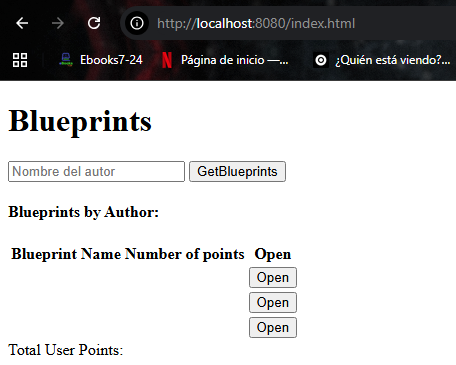 http://localhost:8080/index.html
Ebooks7-24 Página de inicio —... ¿Quién está viendo?...
Blueprints
Nombre del autor GetBlueprints
Blueprints by Author:
Blueprint Name Number of points Open
Open
Open
Open
Total User Points: